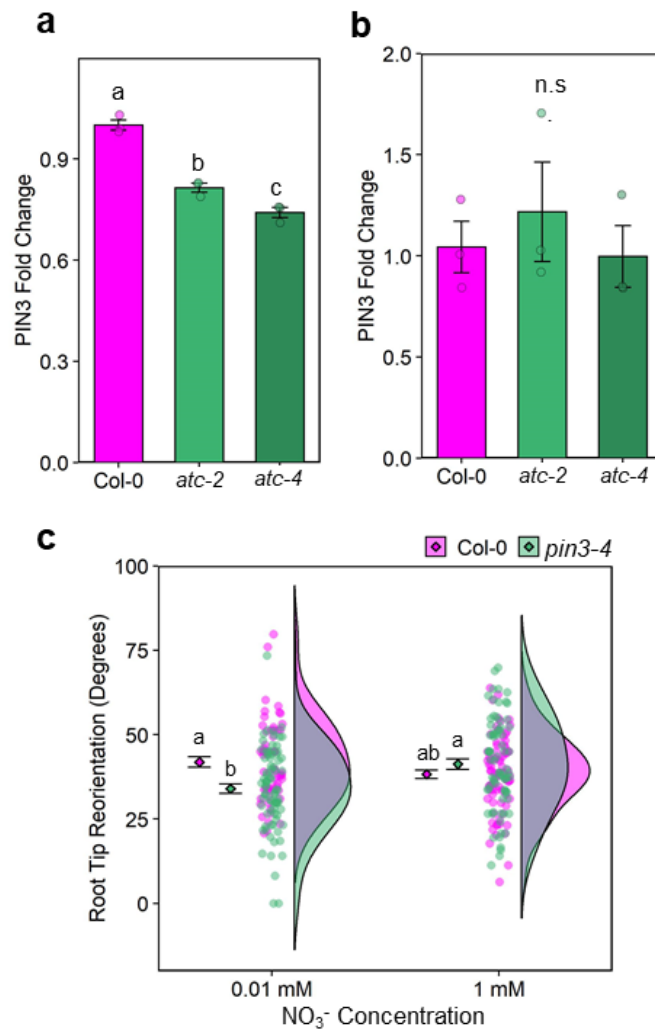 a
PIN3 Fold Change
0.9
0.6
0.3
0.0
a
b
c
Col-0 atc-2 atc-4
b
PIN3 Fold Change
2.0
1.5
1.0
0.5
0.0
n.s
.
Col-0 atc-2 atc-4
c
Col-0 pin3-4
Root Tip Reorientation (Degrees)
100
75
50
25
0
a
b
ab
a
0.01 mM 1 mM
NO₃⁻ Concentration